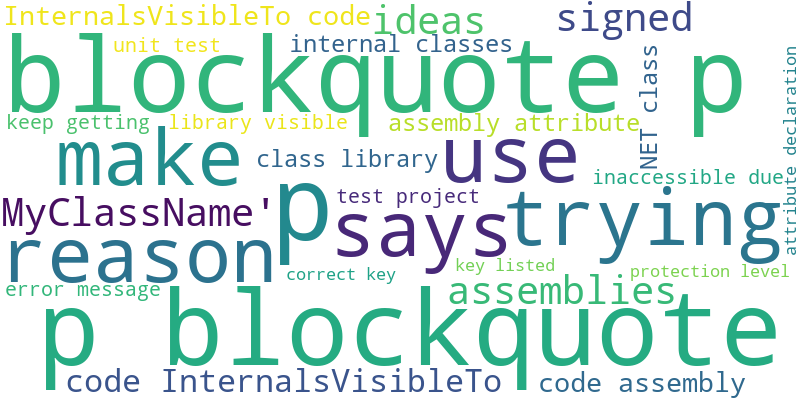 InternalsVisibleTo code
ideas
signed
unit test
internal classes
blockquote p
NET class
attribute declaration
keep getting
library visible
assembly attribute
make
class library
use
inaccessible due
MyClassName'
p
test project
says
trying
reason
correct key
key listed
protection level
error message
assemblies
p blockquote
code InternalsVisibleTo
code assembly